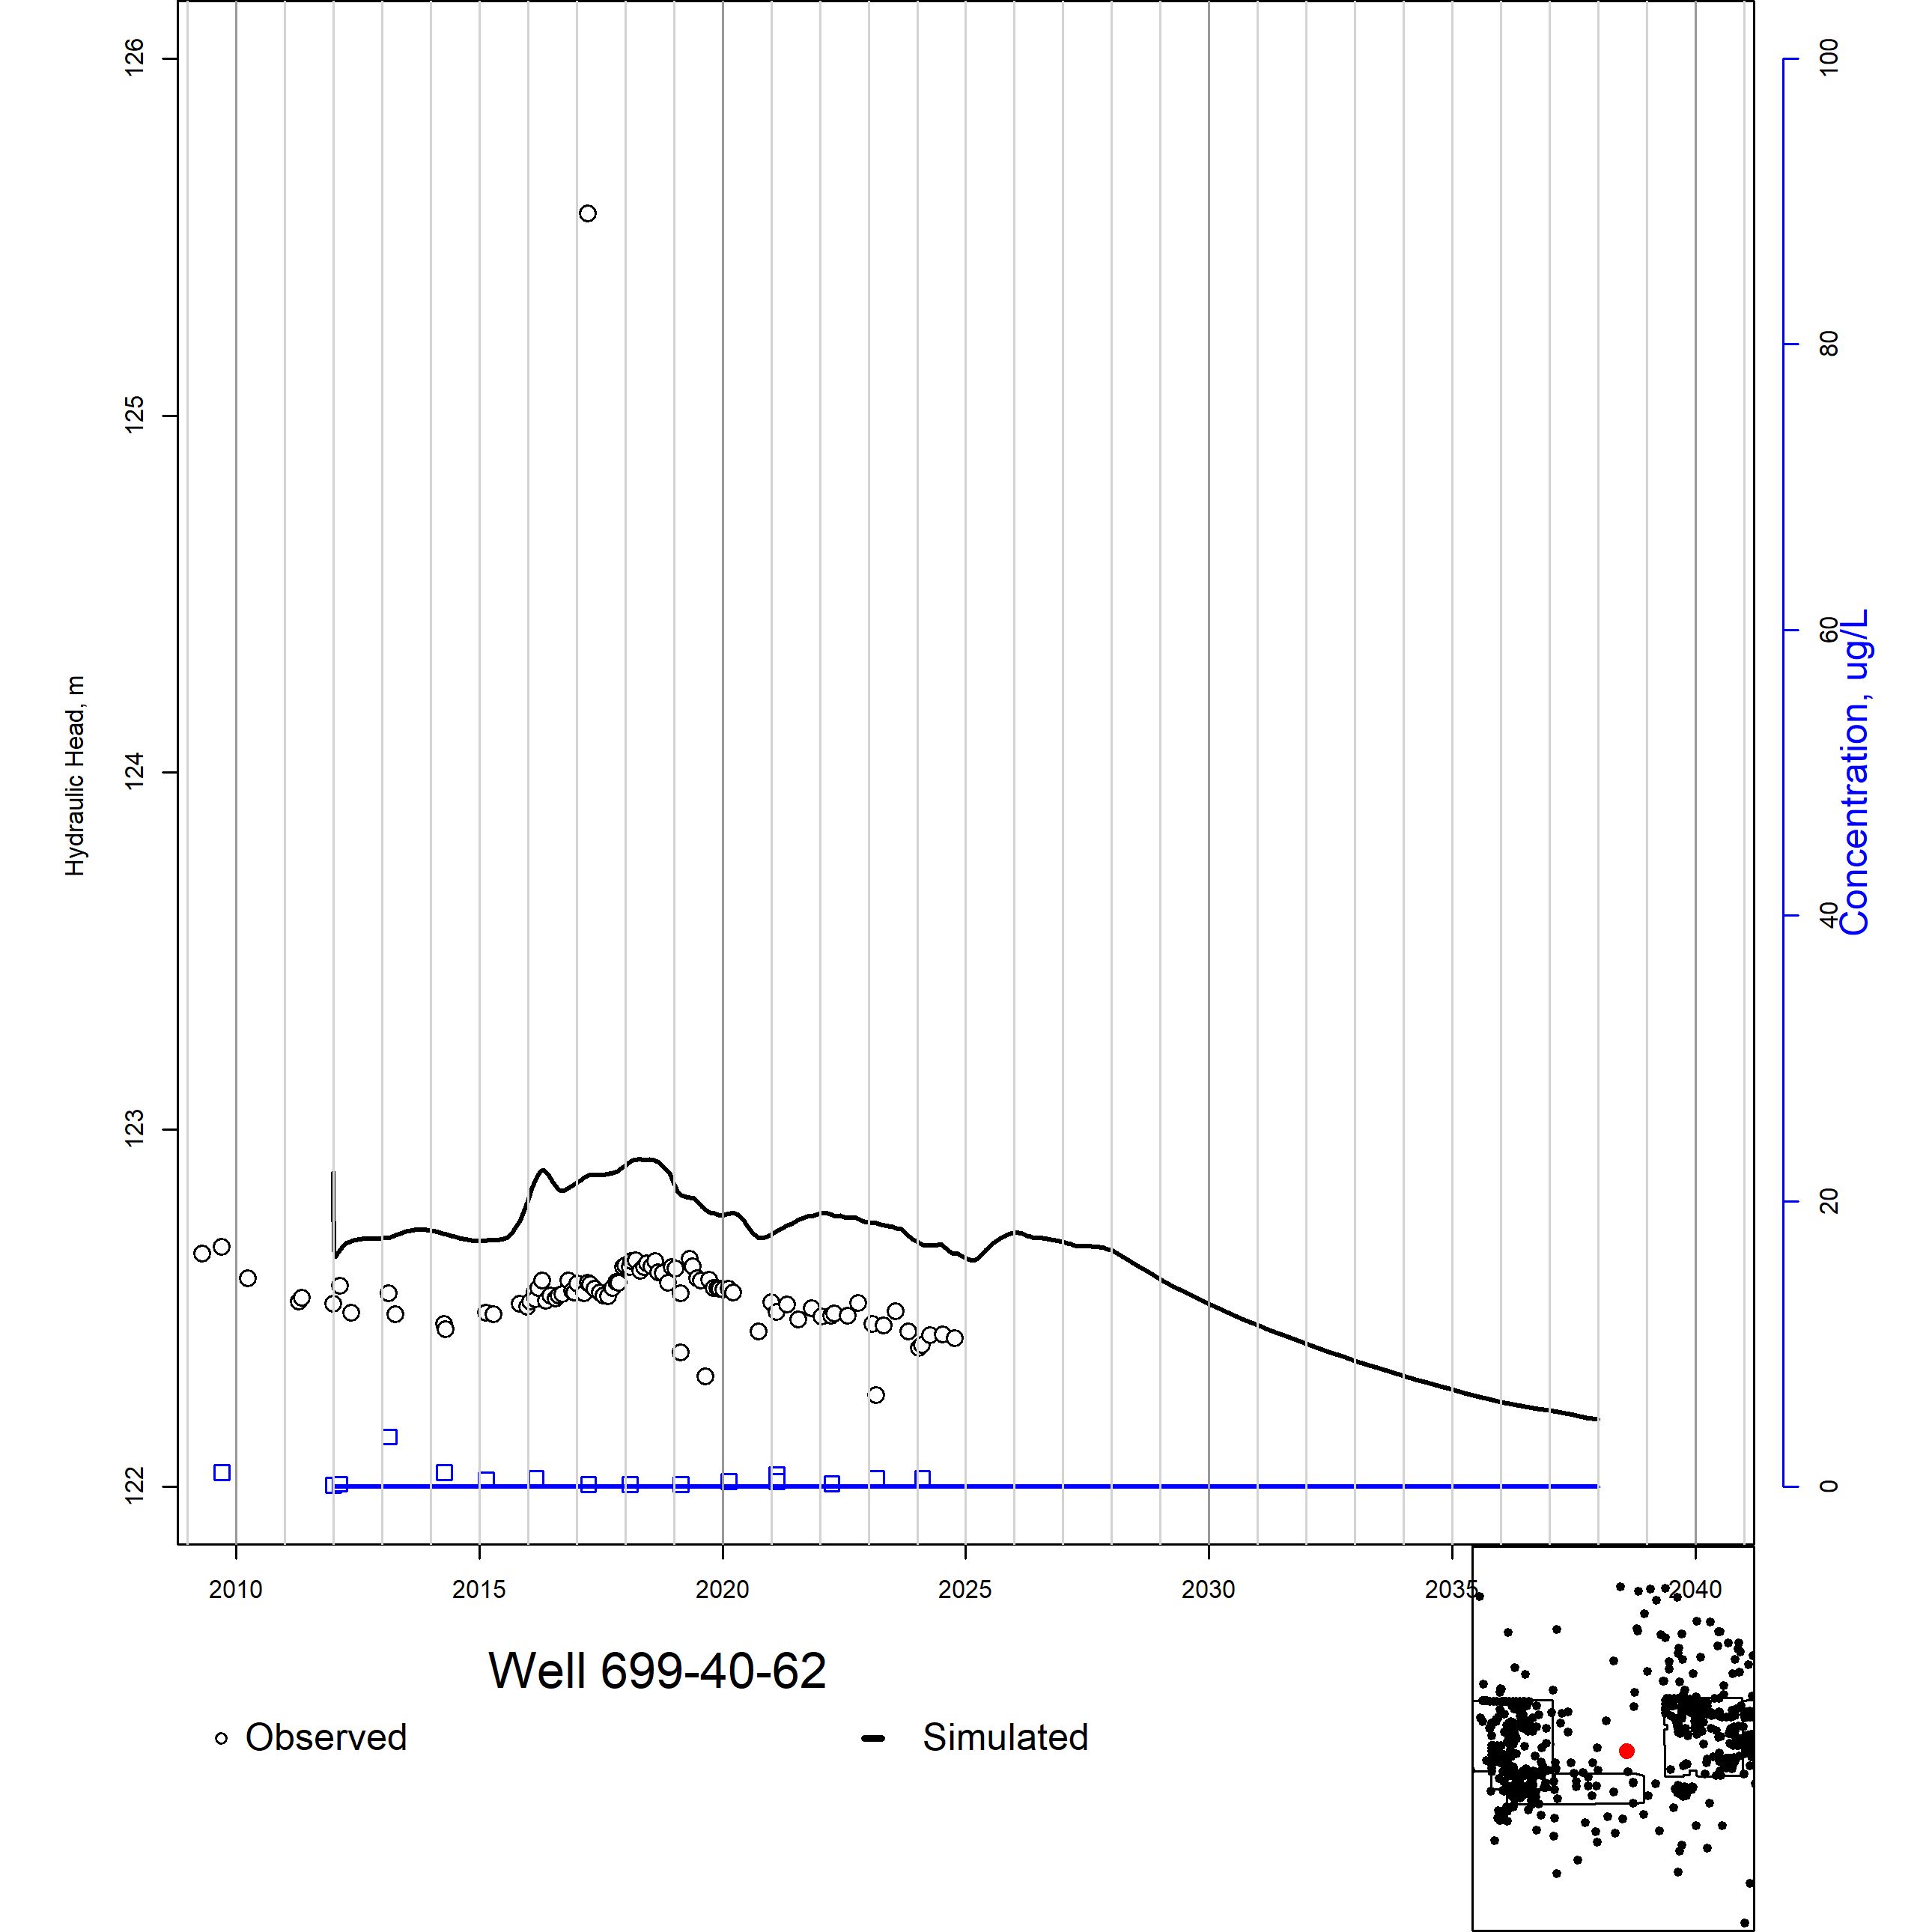 126
125
124
123
122
Hydraulic Head, m
100
80
60
40
20
0
Concentration, ug/L
2010 2015 2020 2025 2030 2035 2040
Well 699-40-62
Observed Simulated